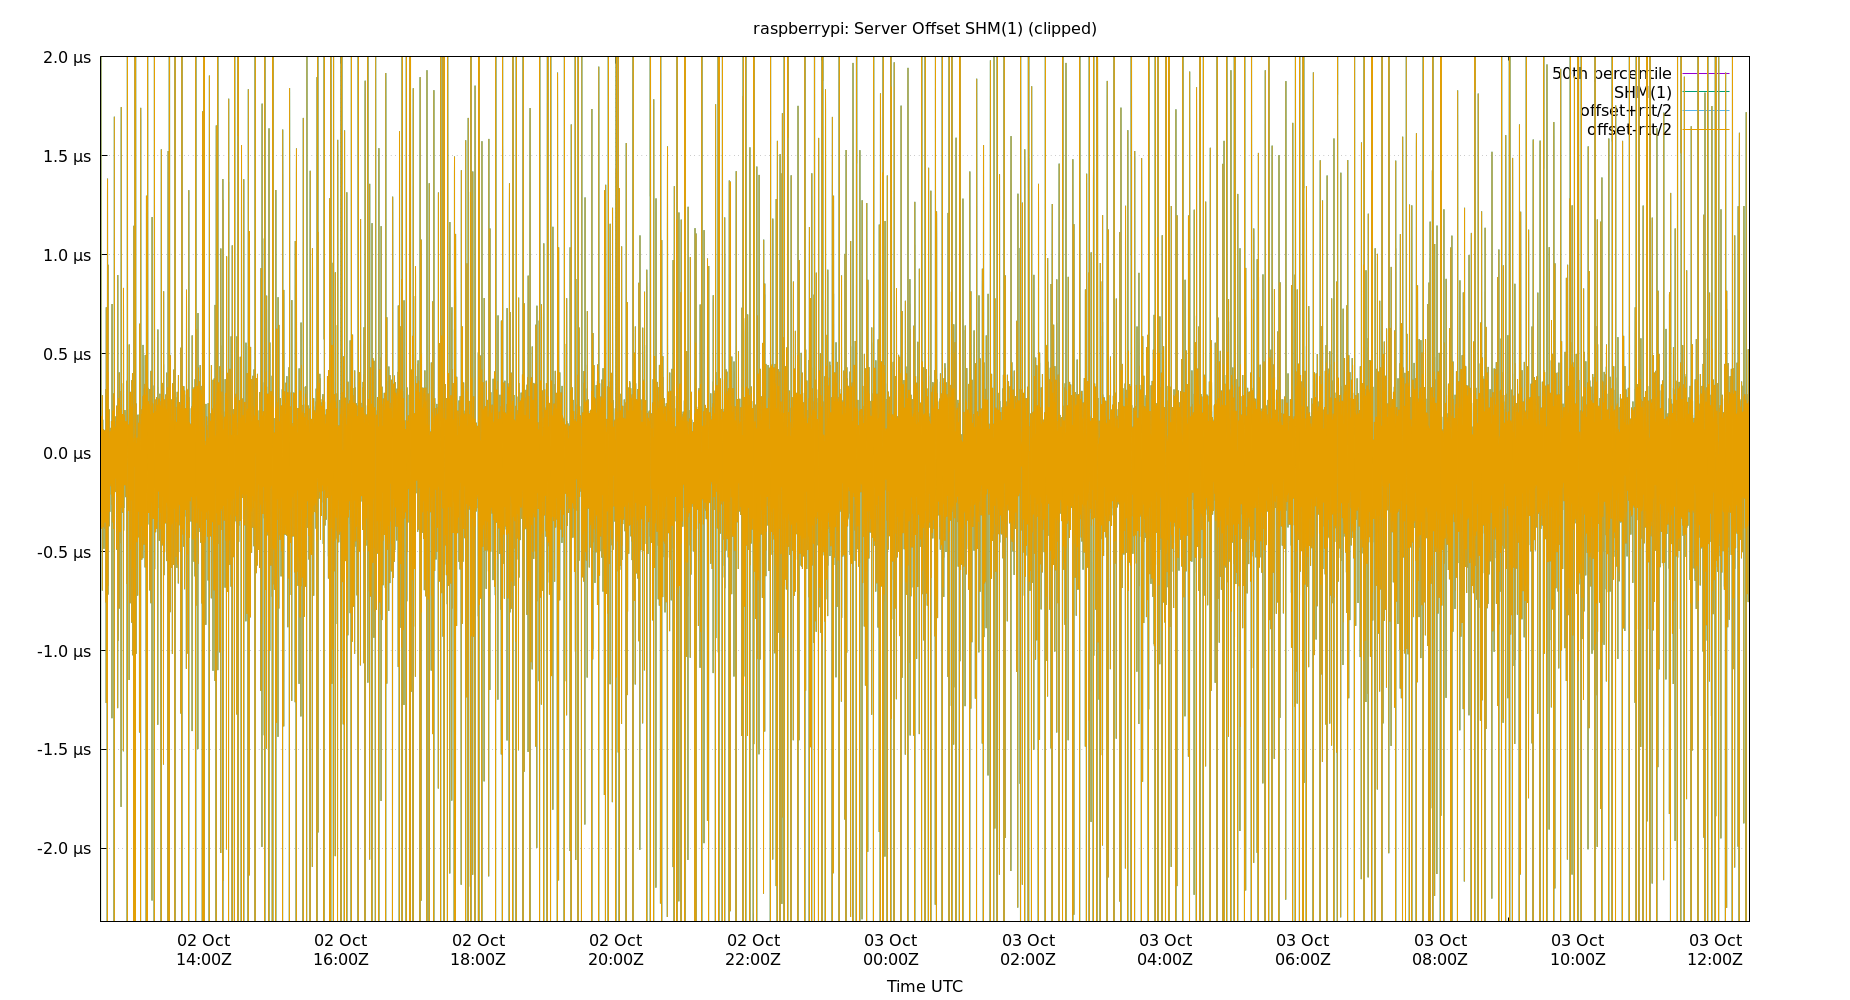 raspberrypi: Server Offset SHM(1) (clipped)
2.0 µs
1.5 µs
1.0 µs
0.5 µs
0.0 µs
-0.5 µs
-1.0 µs
-1.5 µs
-2.0 µs
50th percentile
SHM(1)
offset+rtt/2
offset-rtt/2
02 Oct 02 Oct 02 Oct 02 Oct 02 Oct 03 Oct 03 Oct 03 Oct 03 Oct 03 Oct 03 Oct 03 Oct
14:00Z 16:00Z 18:00Z 20:00Z 22:00Z 00:00Z 02:00Z 04:00Z 06:00Z 08:00Z 10:00Z 12:00Z
Time UTC